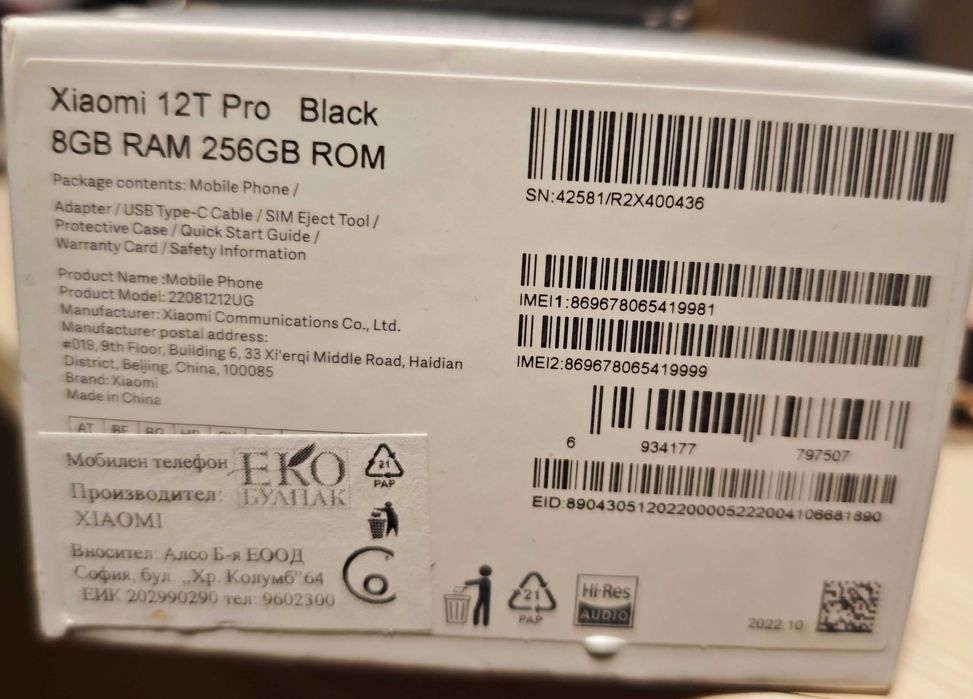 Xiaomi 12T Pro Black
8GB RAM 256GB ROM
Package contents: Mobile Phone /
Adapter / USB Type-C Cable / SIM Eject Tool /
Protective Case / Quick Start Guide /
Warranty Card / Safety Information
Product Name :Mobile Phone
Product Model: 22081212UG
Manufacturer: Xiaomi Communications Co., Ltd.
Manufacturer postal address:
#019, 9th Floor, Building 6, 33 Xi'erqi Middle Road, Haidian
District, Beijing, China, 100085
Brand: Xiaomi
Made in China
AT BE BG HR
Мобилен телефон
Производител:
XIAOMI
Вносител: Алсо Б-я ЕООД
София, бул. „Хр. Колумб“ 64
ЕИК 202990290 тел: 9602300
ЕКО
БУЛПАК
21
PAP
SN:42581/R2X400436
IMEI1:869678065419981
IMEI2:869678065419999
6 934177 797507
EID:89043051202200005222004106681890
21
PAP
Hi-Res
AUDIO
2022.10